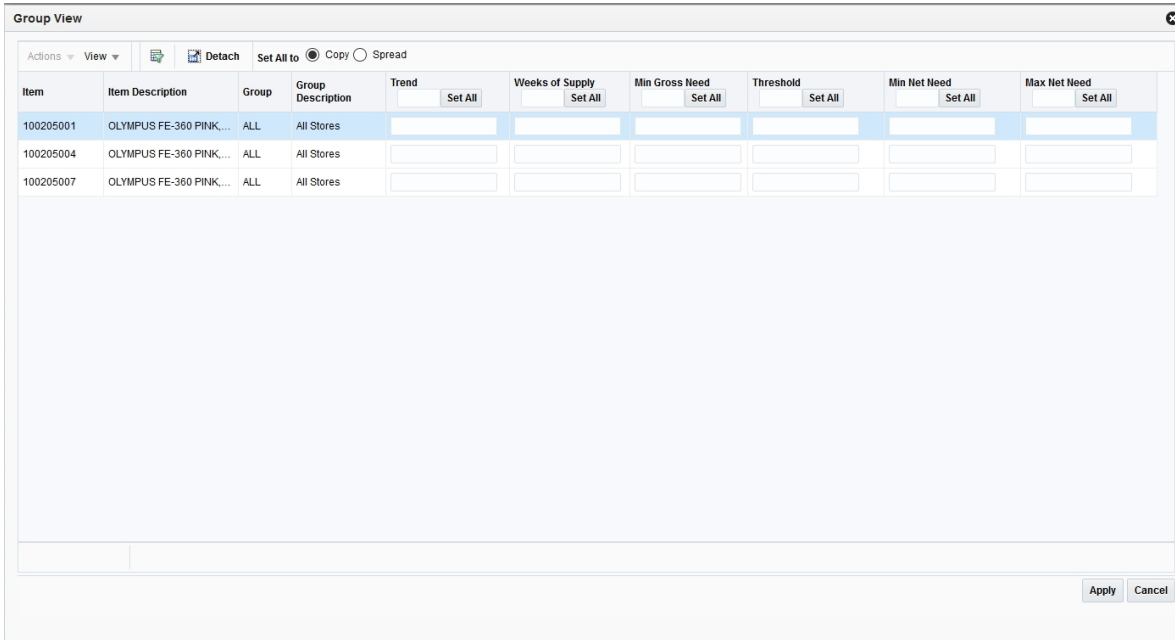 Group View
Actions View Detach Set All to Copy Spread
Item Item Description Group Group Description Trend Set All Weeks of Supply Set All Min Gross Need Set All Threshold Set All Min Net Need Set All Max Net Need Set All
100205001 OLYMPUS FE-360 PINK,... ALL All Stores
100205004 OLYMPUS FE-360 PINK,... ALL All Stores
100205007 OLYMPUS FE-360 PINK,... ALL All Stores
Apply Cancel